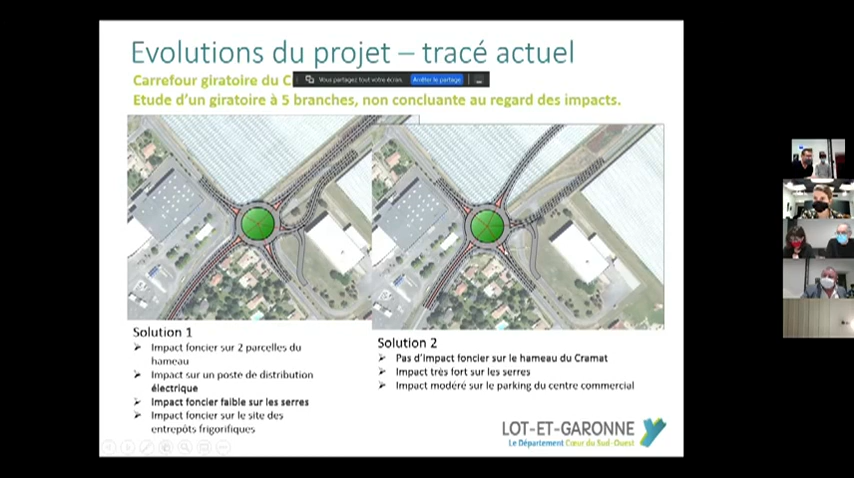 Evolutions du projet – tracé actuel
Carrefour giratoire du C
Vous partagez tout votre écran.
Arrêter le partage
Etude d'un giratoire à 5 branches, non concluante au regard des impacts.
Solution 1
➢ Impact foncier sur 2 parcelles du
hameau
➢ Impact sur un poste de distribution
électrique
➢ Impact foncier faible sur les serres
➢ Impact foncier sur le site des
entrepôts frigorifiques
Solution 2
➢ Pas d'impact foncier sur le hameau du Cramat
➢ Impact très fort sur les serres
➢ Impact modéré sur le parking du centre commercial
LOT-ET-GARONNE
Le Département Cœur du Sud-Ouest